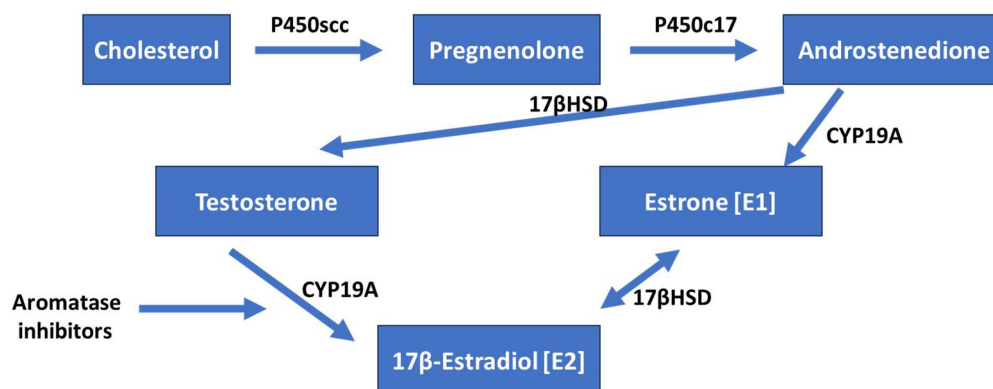 P450scc
P450c17
Cholesterol
Pregnenolone
Androstenedione
17βHSD
CYP19A
Testosterone
Estrone [E1]
CYP19A
17βHSD
Aromatase
inhibitors
17β-Estradiol [E2]